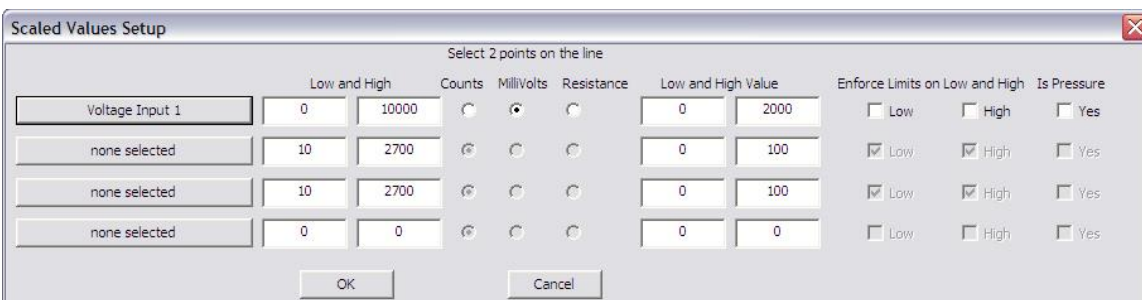 Scaled Values Setup
Select 2 points on the line
Low and High Counts MilliVolts Resistance Low and High Value Enforce Limits on Low and High Is Pressure
Voltage Input 1 0 10000 0 2000 Low High Yes
none selected 10 2700 0 100 Low High Yes
none selected 10 2700 0 100 Low High Yes
none selected 0 0 0 0 Low High Yes
OK Cancel